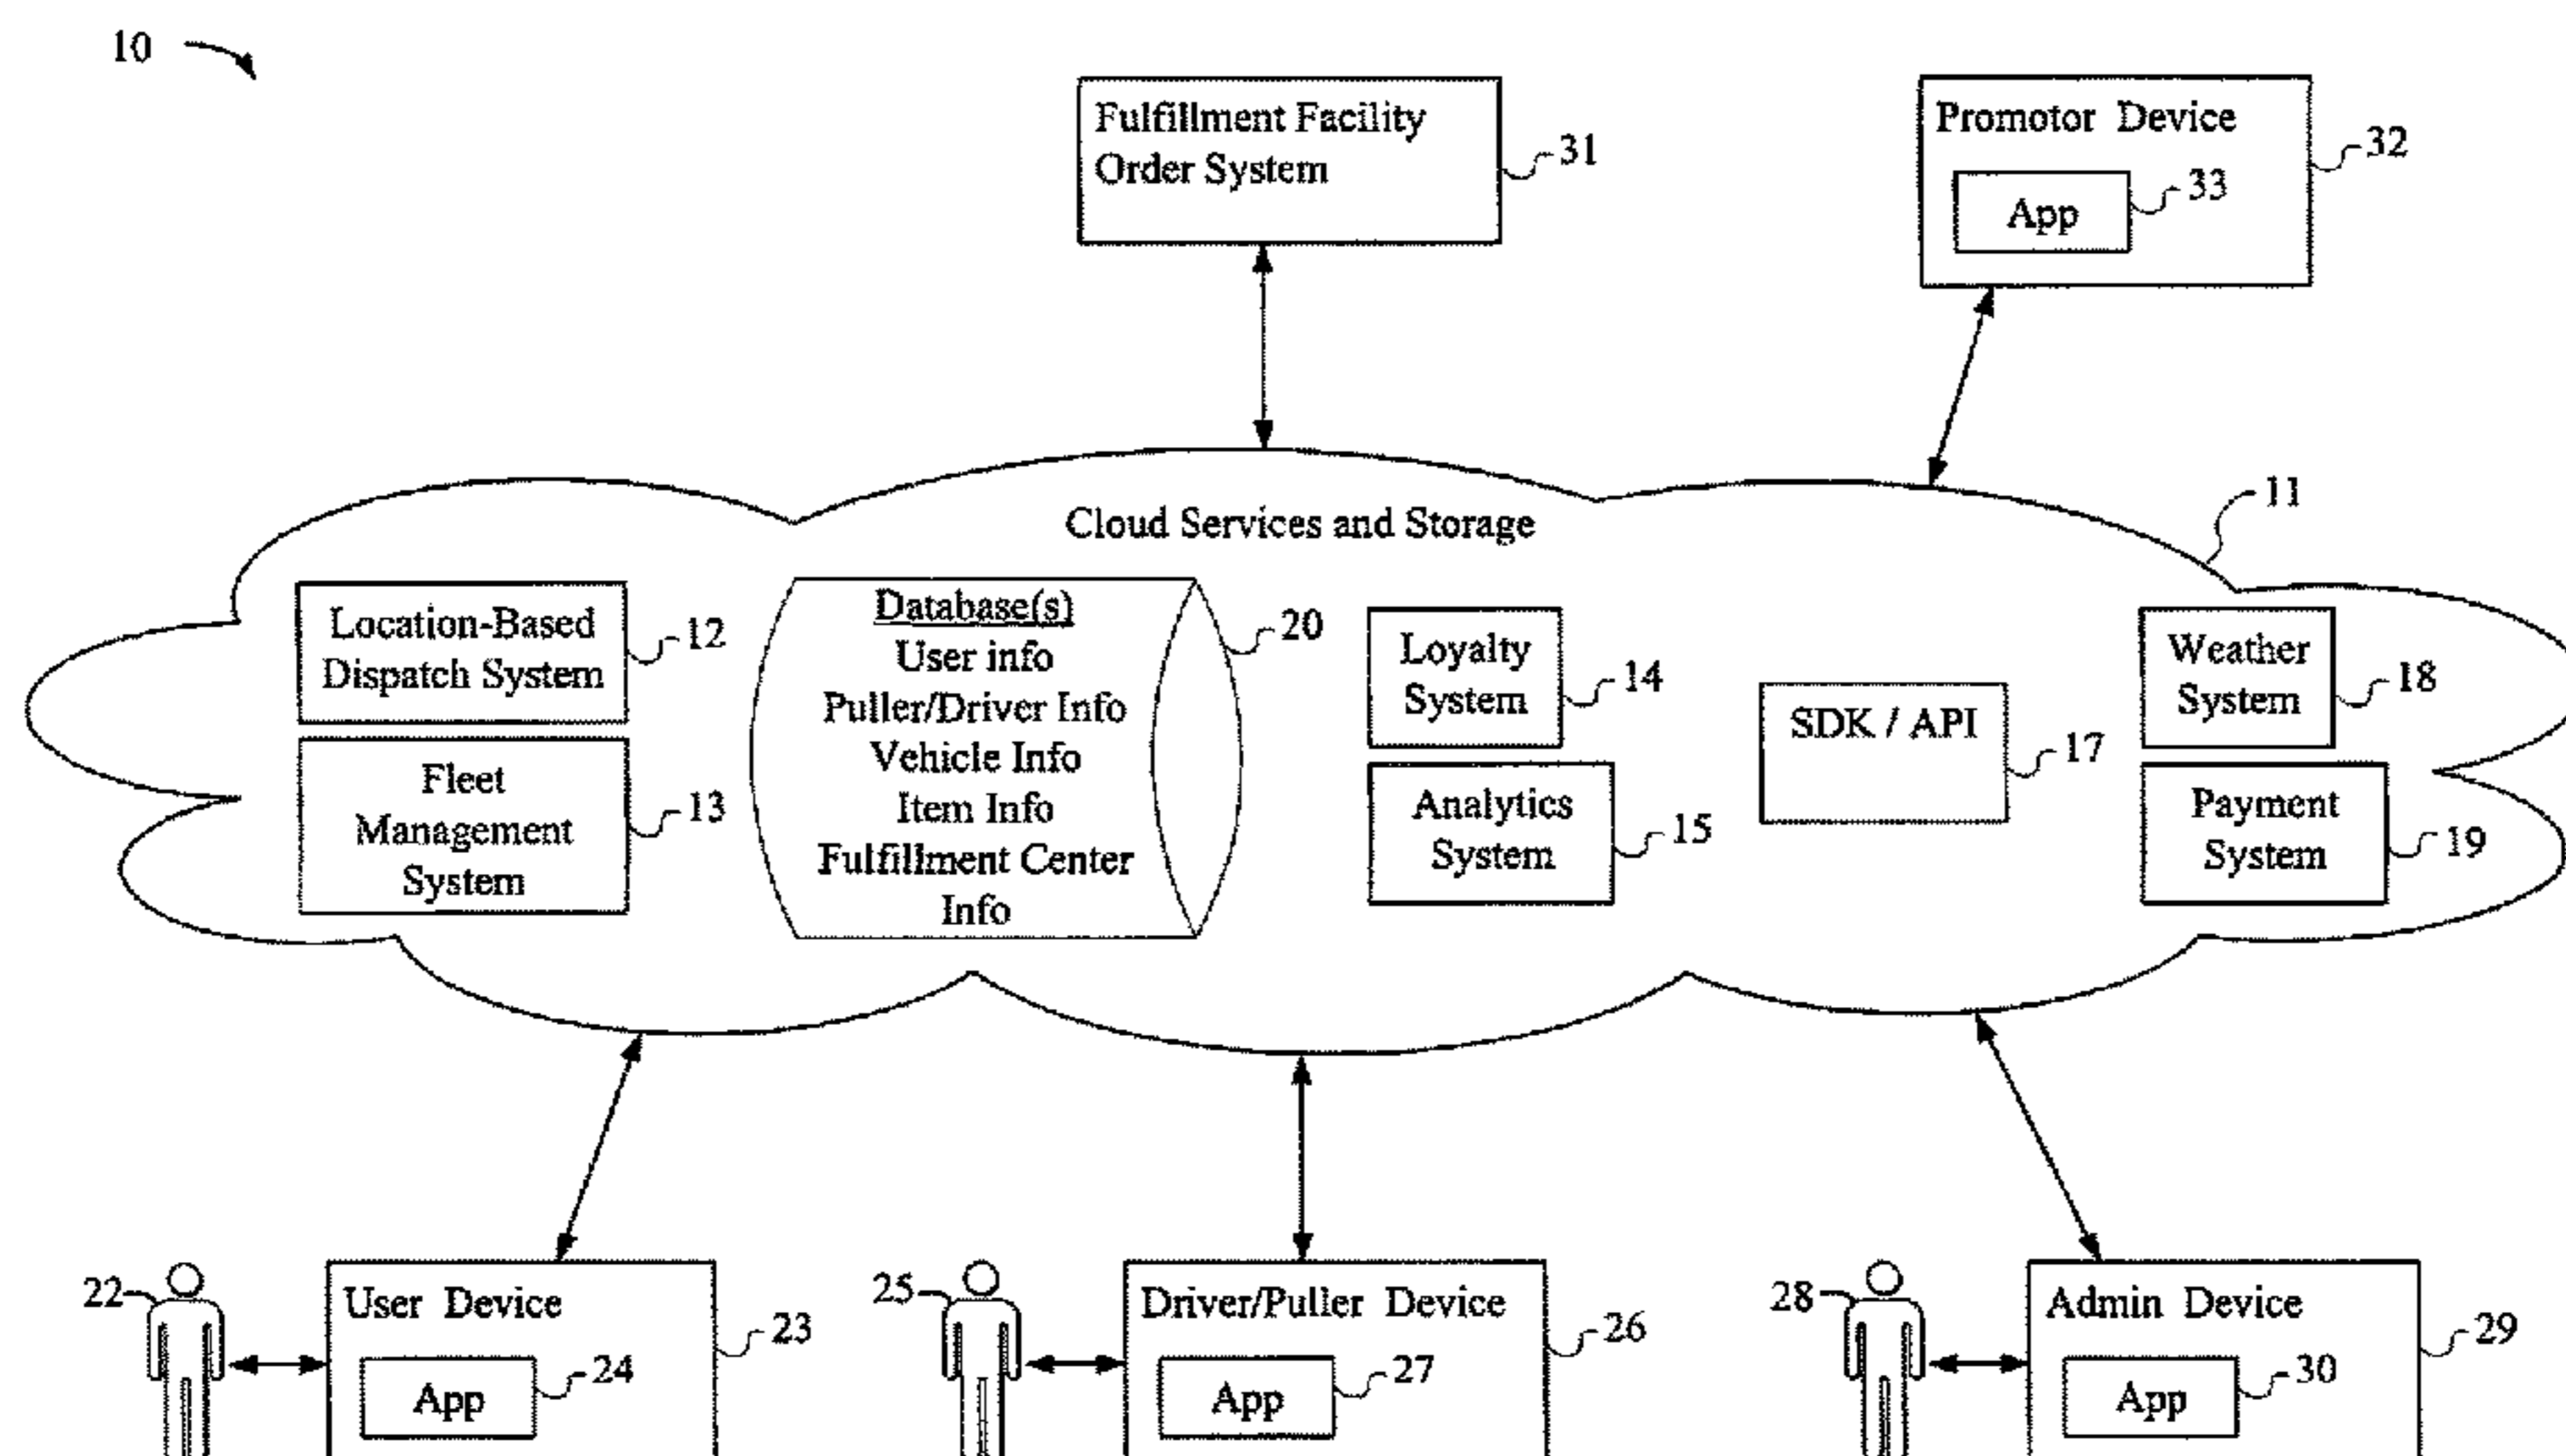 10
Fulfillment Facility
Order System
31
Promotor Device
32
App
33
Cloud Services and Storage
11
Location-Based
Dispatch System
12
Fleet
Management
System
13
Database(s)
User info
Puller/Driver Info
Vehicle Info
Item Info
Fulfillment Center
Info
20
Loyalty
System
14
Analytics
System
15
SDK / API
17
Weather
System
18
Payment
System
19
22
User Device
23
App
24
25
Driver/Puller Device
26
App
27
28
Admin Device
29
App
30